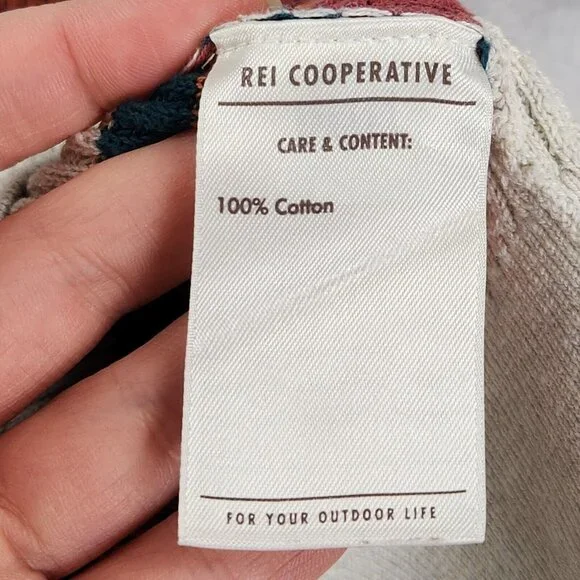 REI COOPERATIVE
CARE & CONTENT:
100% Cotton
FOR YOUR OUTDOOR LIFE